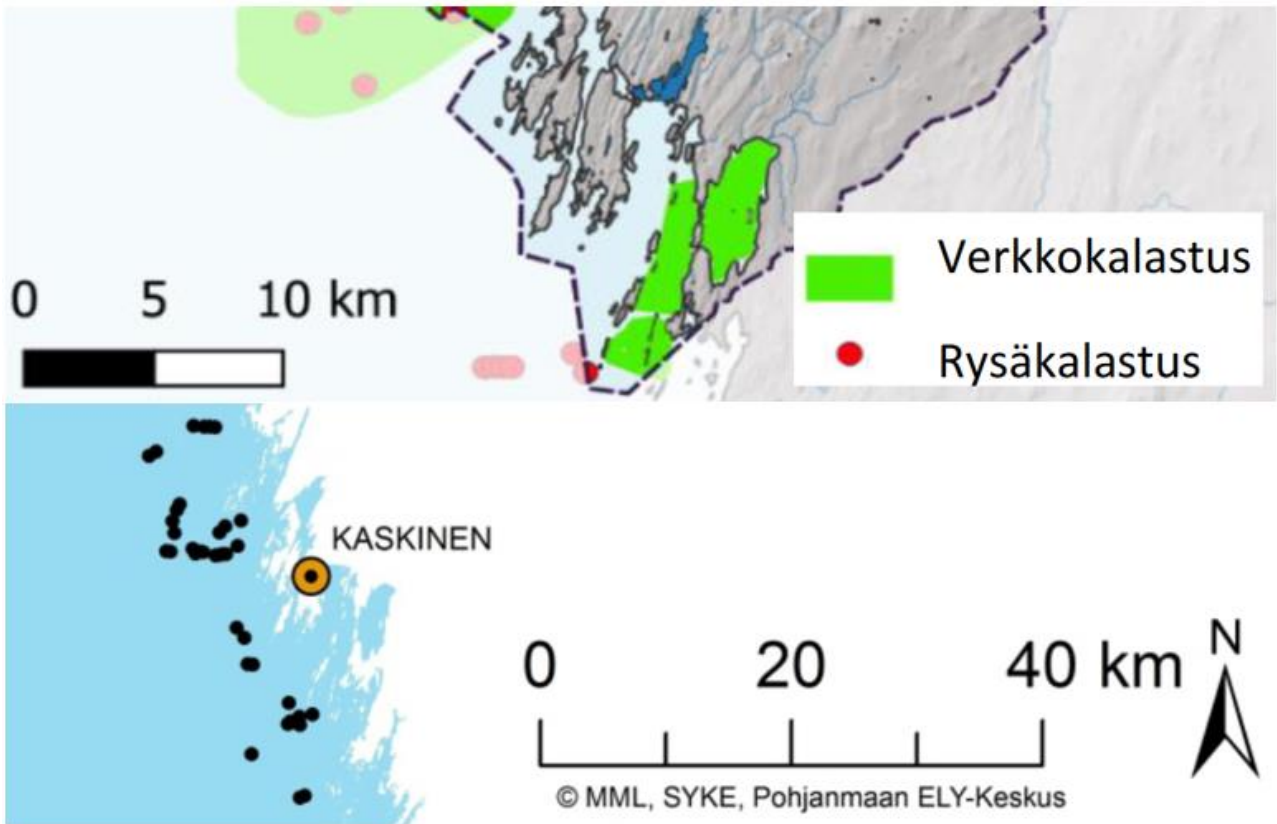 Verkkokalastus
0 5 10 km
Rysäkalastus
KASKINEN
N
0 20 40 km
© MML, SYKE, Pohjanmaan ELY-Keskus